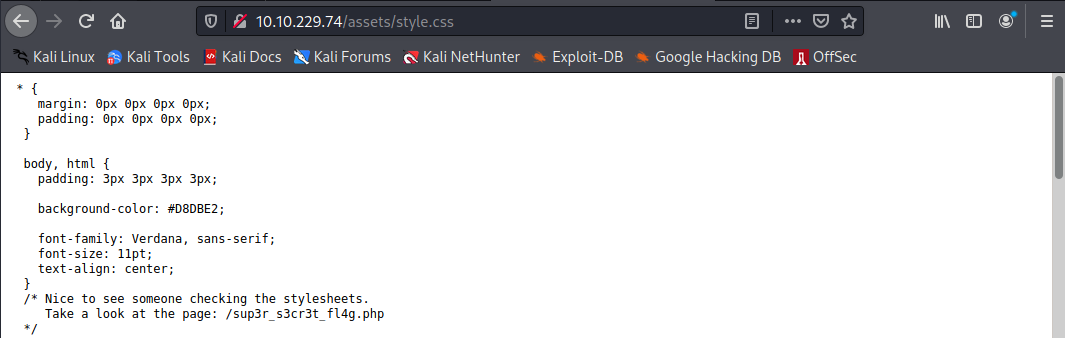 10.10.229.74/assets/style.css
Kali Linux Kali Tools Kali Docs Kali Forums Kali NetHunter Exploit-DB Google Hacking DB OffSec
* {
margin: 0px 0px 0px 0px;
padding: 0px 0px 0px 0px;
}
body, html {
padding: 3px 3px 3px 3px;
background-color: #D8DBE2;
font-family: Verdana, sans-serif;
font-size: 11pt;
text-align: center;
}
/* Nice to see someone checking the stylesheets.
Take a look at the page: /sup3r_s3cr3t_fl4g.php
*/